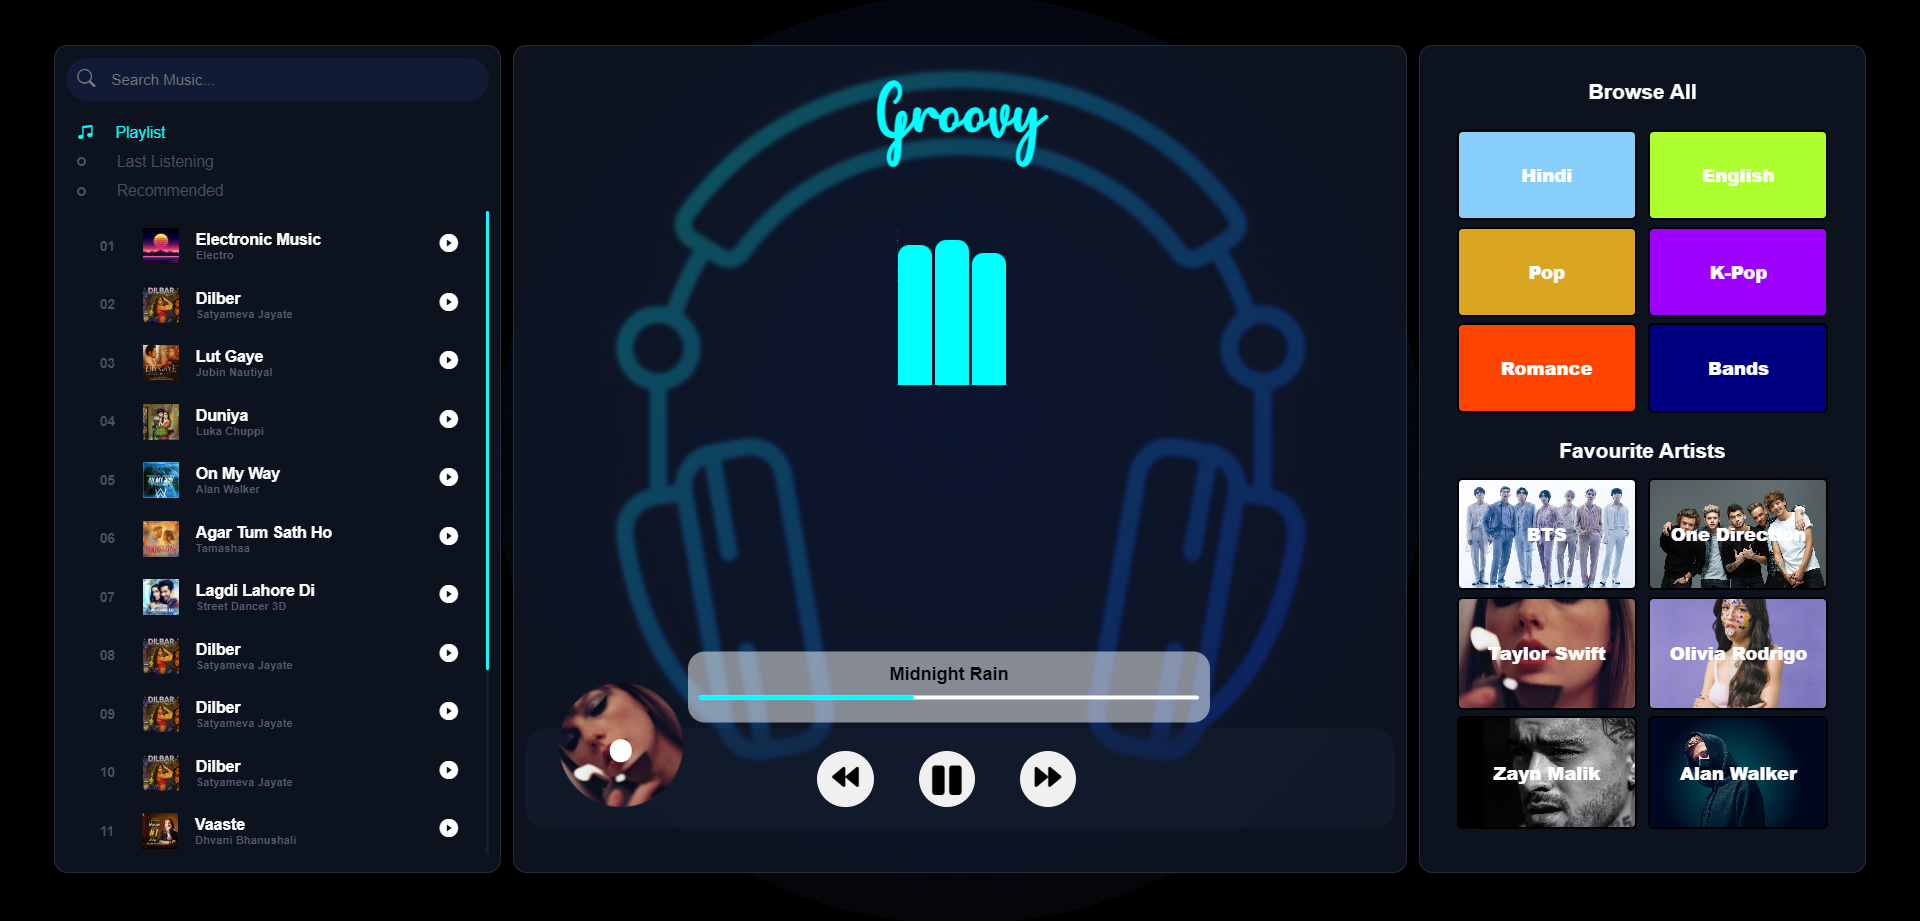 Search Music...
Playlist
Last Listening
Recommended
01
Electronic Music
Electro
02
DILBAR
Dilber
Satyameva Jayate
03
Lut Gaye
Jubin Nautiyal
04
Duniya
Luka Chuppi
05
On My Way
Alan Walker
06
Agar Tum Sath Ho
Tamashaa
07
Lagdi Lahore Di
Street Dancer 3D
08
DILBAR
Dilber
Satyameva Jayate
09
DILBAR
Dilber
Satyameva Jayate
10
DILBAR
Dilber
Satyameva Jayate
11
Vaaste
Dhvani Bhanushali
Groovy
Midnight Rain
Browse All
Hindi
English
Pop
K-Pop
Romance
Bands
Favourite Artists
BTS
One Direction
Taylor Swift
Olivia Rodrigo
Zayn Malik
Alan Walker